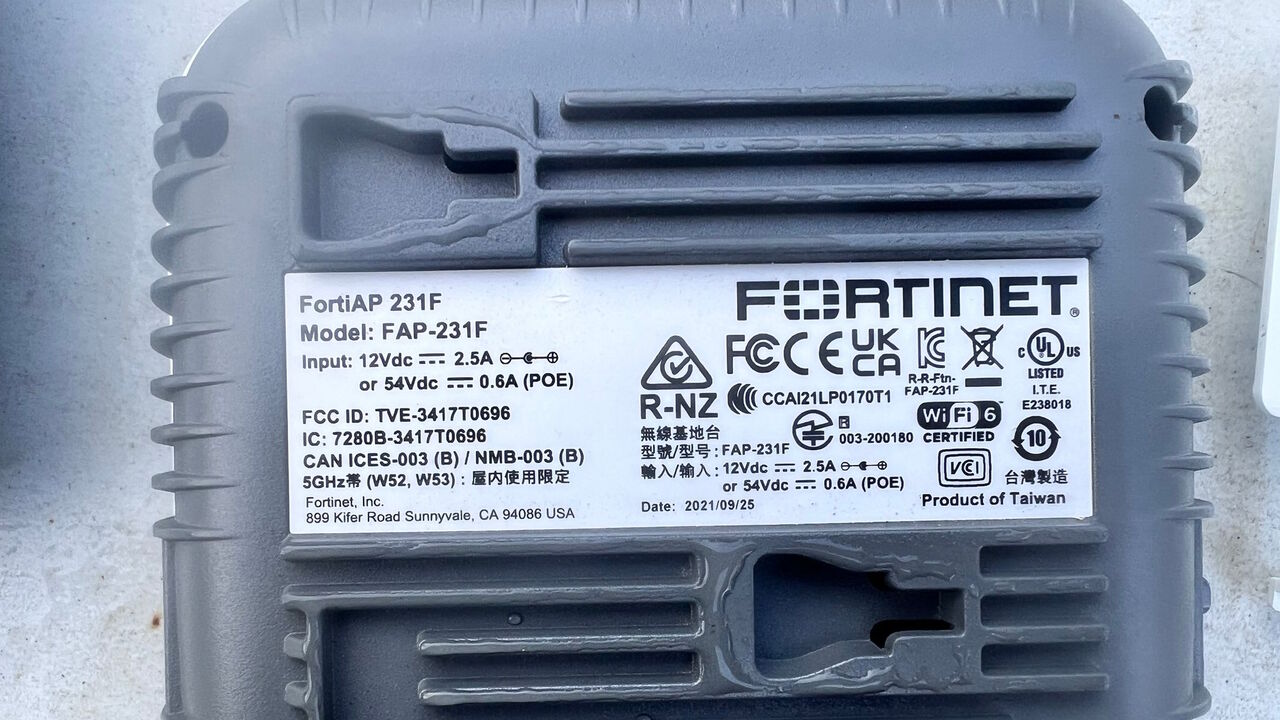 FortiAP 231F
Model: FAP-231F
Input: 12Vdc ⎓ 2.5A
or 54Vdc ⎓ 0.6A (POE)
FCC ID: TVE-3417T0696
IC: 7280B-3417T0696
CAN ICES-003 (B) / NMB-003 (B)
5GHz帯 (W52, W53) : 屋内使用限定
Fortinet, Inc.
899 Kifer Road Sunnyvale, CA 94086 USA
FORTINET®
R-NZ
FC CE UK CA
R-R-Ftn-
FAP-231F
c UL US
LISTED
I.T.E.
E238018
CCAI21LP0170T1
R
003-200180
Wi Fi 6
CERTIFIED
10
無線基地台
型號/型号 : FAP-231F
輸入/输入 : 12Vdc ⎓ 2.5A
or 54Vdc ⎓ 0.6A (POE)
VCI
台灣製造
Product of Taiwan
Date: 2021/09/25